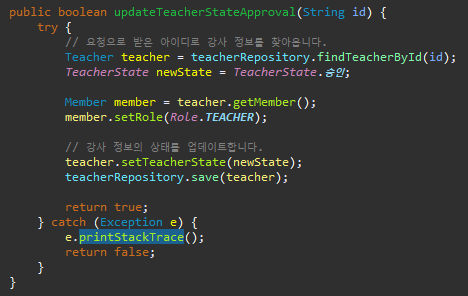 public boolean updateTeacherStateApproval(String id) {
    try {
        // 요청으로 받은 아이디로 강사 정보를 찾아옵니다.
        Teacher teacher = teacherRepository.findTeacherById(id);
        TeacherState newState = TeacherState.승인;

        Member member = teacher.getMember();
        member.setRole(Role.TEACHER);

        // 강사 정보의 상태를 업데이트합니다.
        teacher.setTeacherState(newState);
        teacherRepository.save(teacher);

        return true;
    } catch (Exception e) {
        e.printStackTrace();
        return false;
    }
}